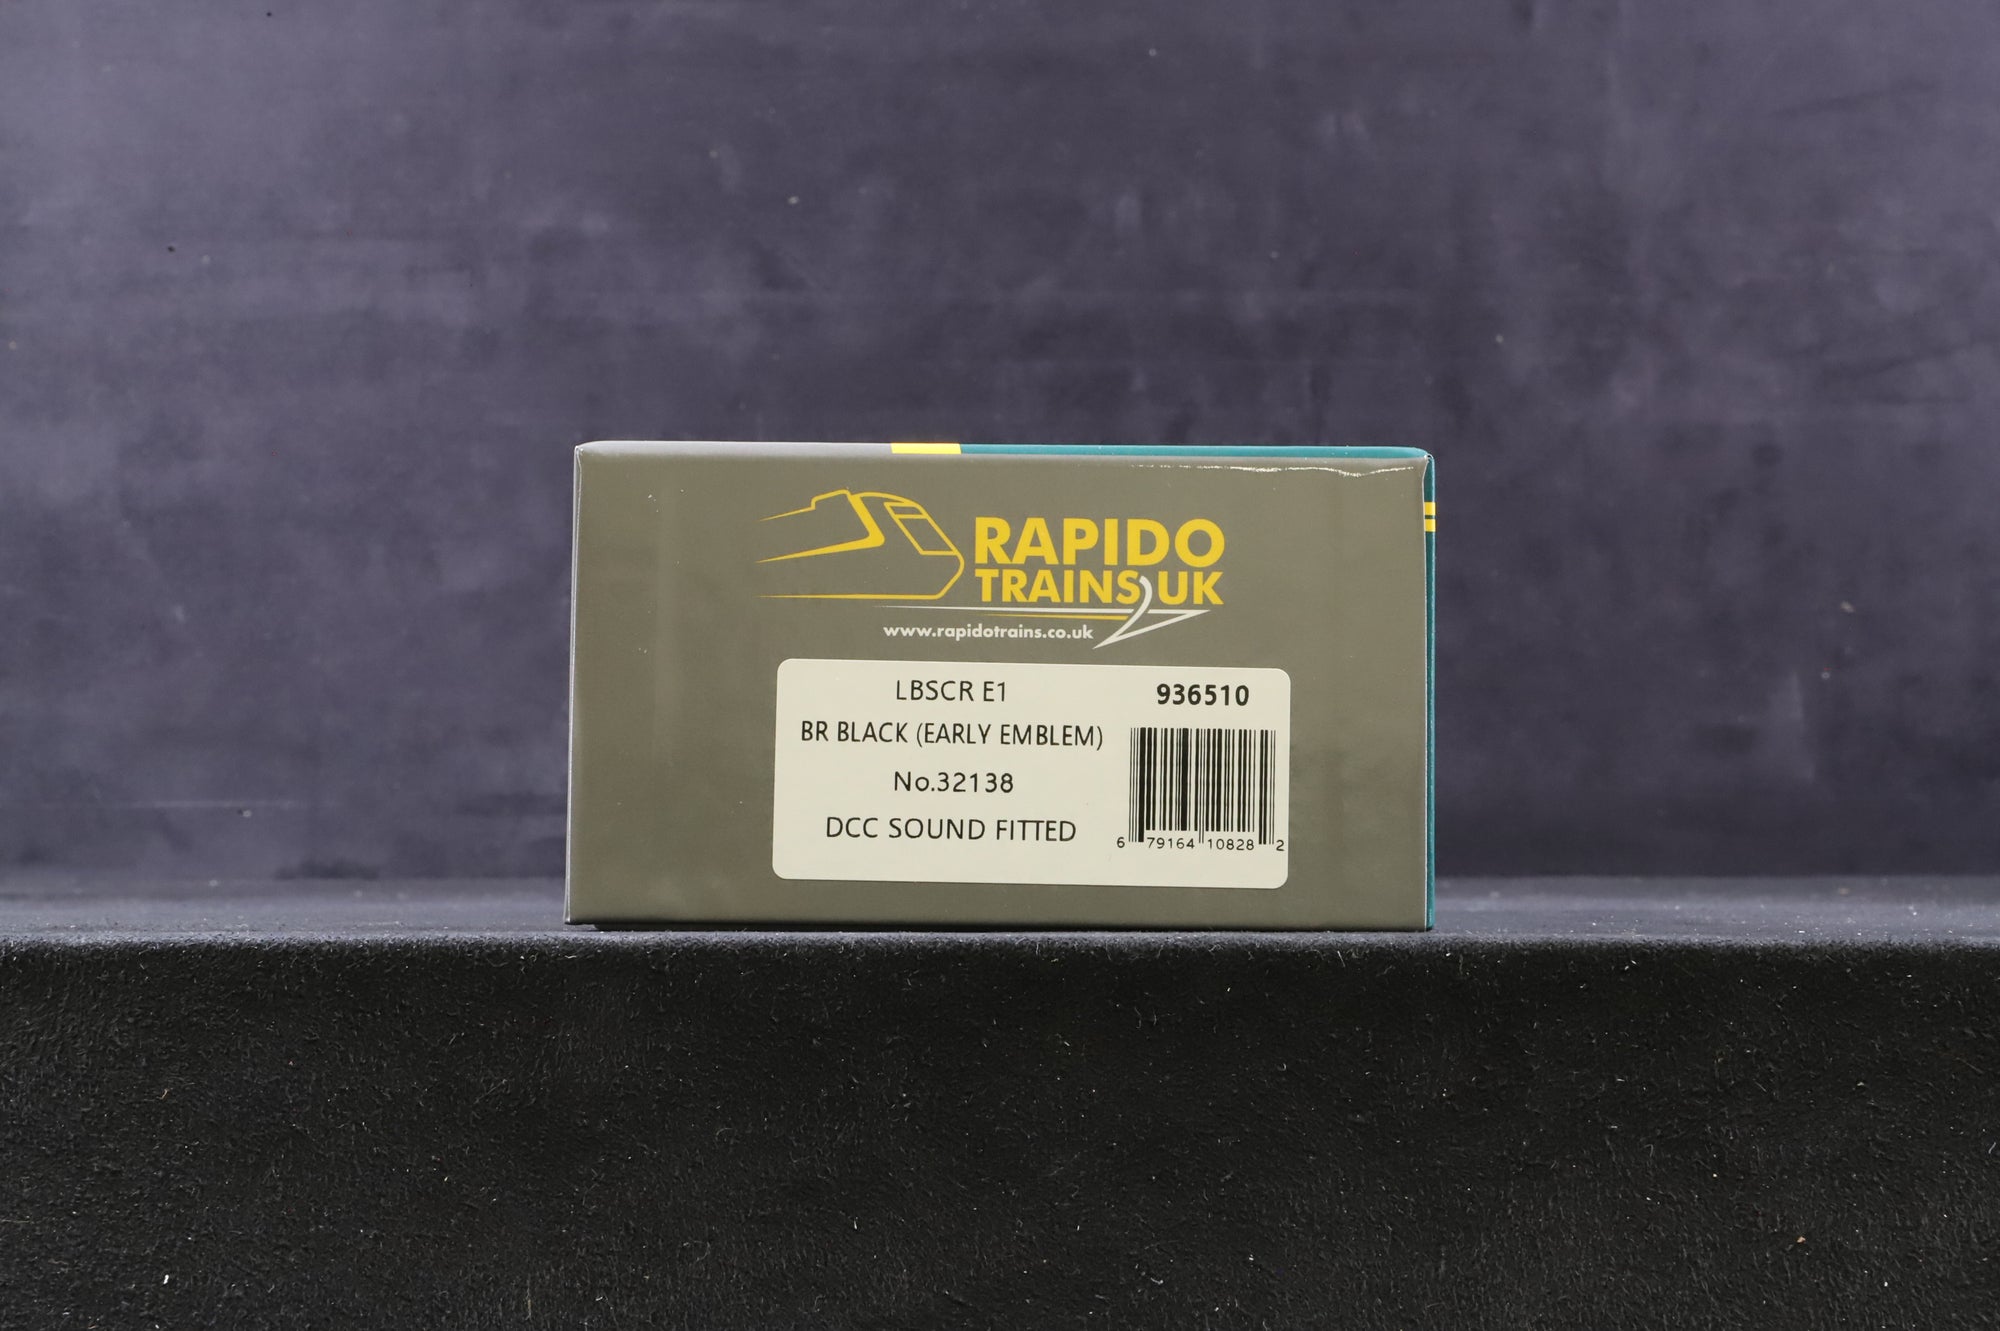 RAPIDO
TRAINS UK
www.rapidotrains.co.uk
LBSCR E1
936510
BR BLACK (EARLY EMBLEM)
No.32138
DCC SOUND FITTED
6 79164 10828 2